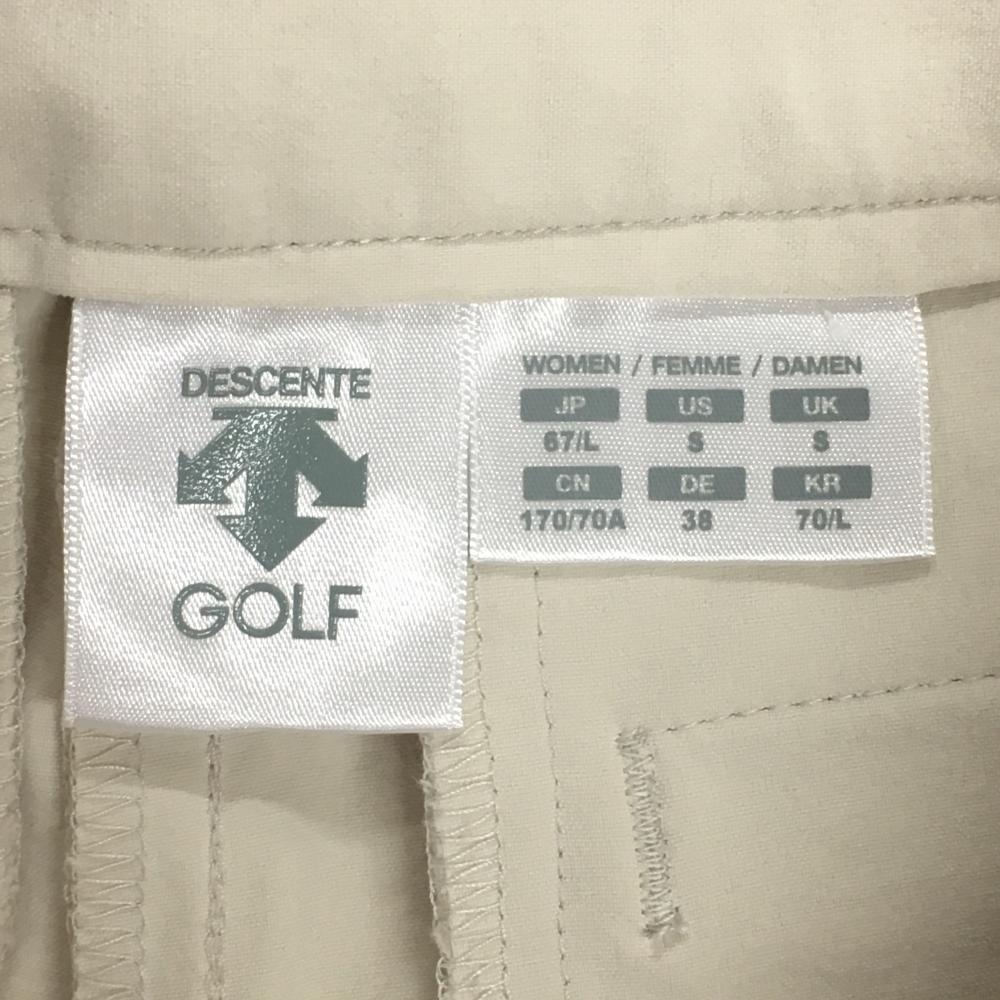 DESCENTE
GOLF
WOMEN / FEMME / DAMEN
JP US UK
67/L S S
CN DE KR
170/70A 38 70/L